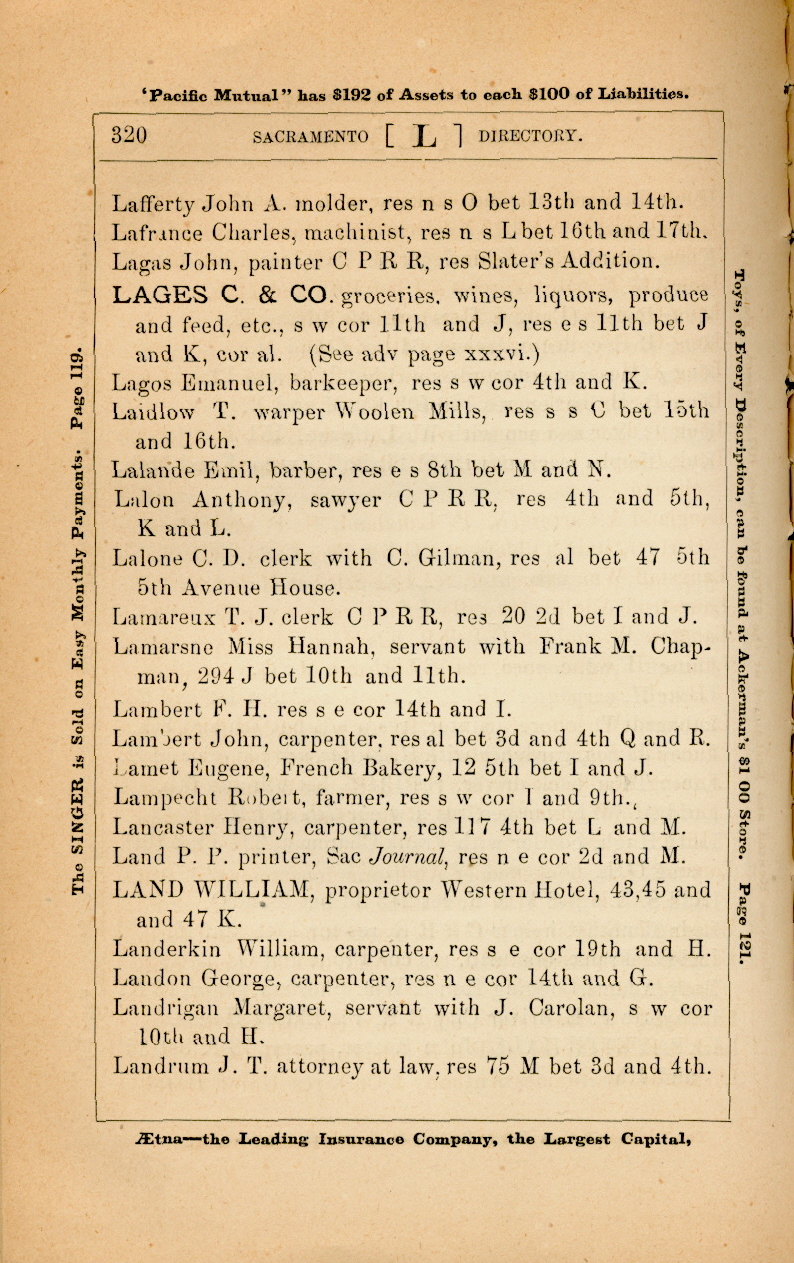 ‘Pacific Mutual” has $192 of Assets to each $100 of Liabilities.
320 SACRAMENTO [ L ] DIRECTORY.
Lafferty John A. molder, res n s O bet 13th and 14th.
Lafrance Charles, machinist, res n s L bet 16th and 17th.
Lagas John, painter C P R R, res Slater's Addition.
LAGES C. & CO. groceries, wines, liquors, produce
and feed, etc., s w cor 11th and J, res e s 11th bet J
and K, cor al. (See adv page xxxvi.)
Lagos Emanuel, barkeeper, res s w cor 4th and K.
Laidlow T. warper Woolen Mills, res s s C bet 15th
and 16th.
Lalande Emil, barber, res e s 8th bet M and N.
Lalon Anthony, sawyer C P R R, res 4th and 5th,
K and L.
Lalone C. D. clerk with C. Gilman, res al bet 47 5th
5th Avenue House.
Lamareux T. J. clerk C P R R, res 20 2d bet I and J.
Lamarsne Miss Hannah, servant with Frank M. Chap-
man, 294 J bet 10th and 11th.
Lambert F. H. res s e cor 14th and I.
Lambert John, carpenter, res al bet 3d and 4th Q and R.
Lamet Eugene, French Bakery, 12 5th bet I and J.
Lampecht Robert, farmer, res s w cor I and 9th.
Lancaster Henry, carpenter, res 117 4th bet L and M.
Land P. P. printer, Sac Journal, res n e cor 2d and M.
LAND WILLIAM, proprietor Western Hotel, 43,45 and
and 47 K.
Landerkin William, carpenter, res s e cor 19th and H.
Landon George, carpenter, res n e cor 14th and G.
Landrigan Margaret, servant with J. Carolan, s w cor
10th and H.
Landrum J. T. attorney at law, res 75 M bet 3d and 4th.
Ætna—the Leading Insurance Company, the Largest Capital,
The SINGER is Sold on Easy Monthly Payments. Page 119.
Toys, of Every Description, can be found at Ackerman's $1 00 Store. Page 121.